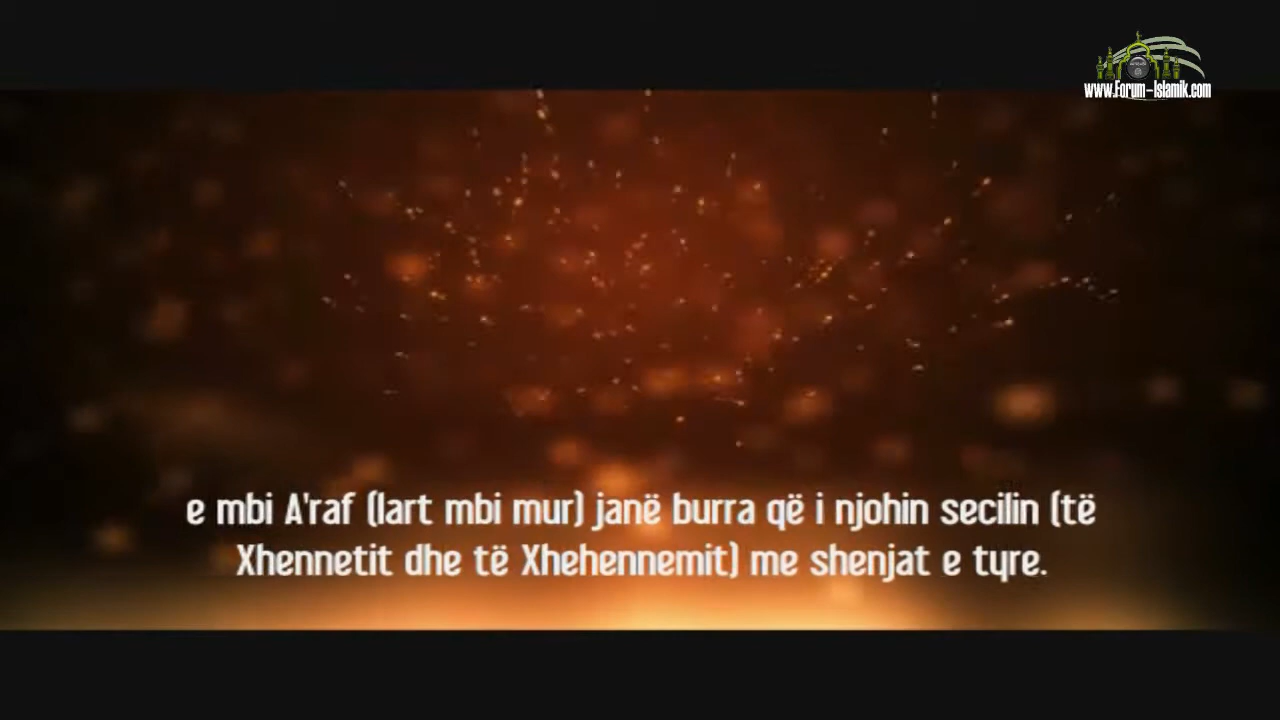 www.Forum-Islamik.com
e mbi A'raf (lart mbi mur) janë burra që i njohin secilin (të
Xhennetit dhe të Xhehennemit) me shenjat e tyre.